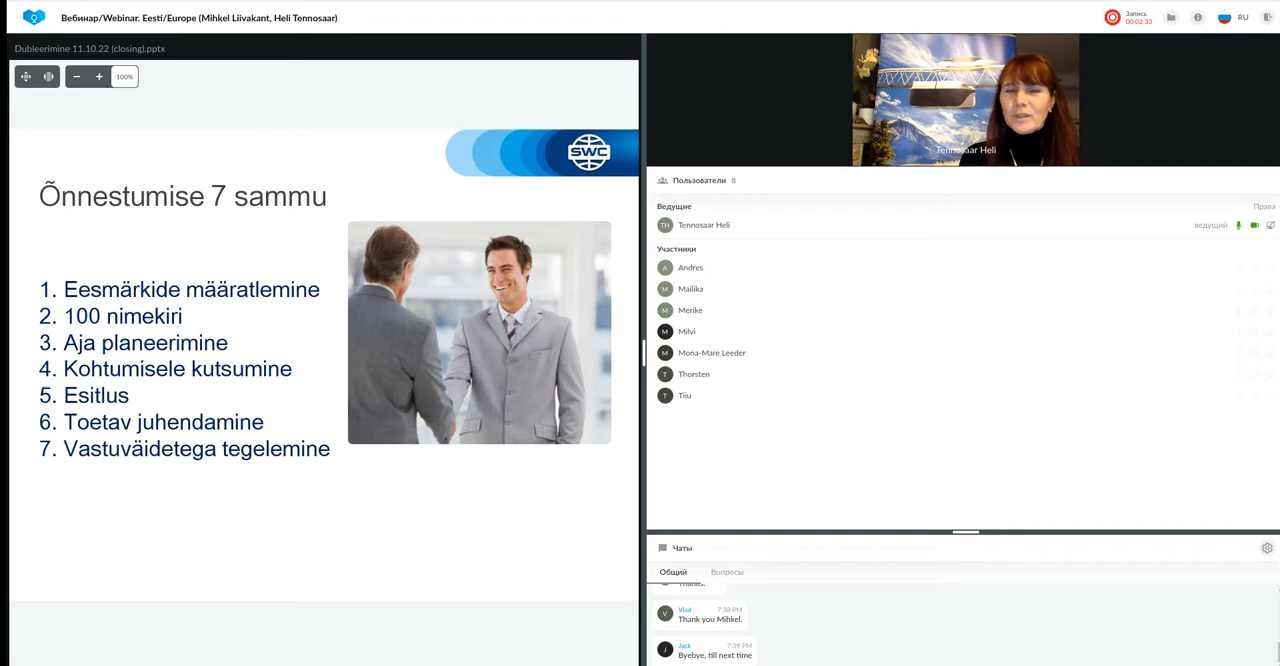 Вебинар/Webinar. Eesti/Europe (Mihkel Liivakant, Heli Tennosaar)
Запись
00:02:33
RU
Dubleerimine 11.10.22 (closing).pptx
100%
SWC
Õnnestumise 7 sammu
1. Eesmärkide määratlemine
2. 100 nimekiri
3. Aja planeerimine
4. Kohtumisele kutsumine
5. Esitlus
6. Toetav juhendamine
7. Vastuväidetega tegelemine
Tennosaar Heli
Пользователи 8
Ведущие
Права
TH Tennosaar Heli ведущий
Участники
A Andres
M Mailika
M Merike
M Milvi
M Mona-Mare Leeder
T Thorsten
T Tiiu
Чаты
Общий Вопросы
Thanks.
V Vlad 7:38 PM
Thank you Mihkel.
J Jack 7:39 PM
Byebye, till next time